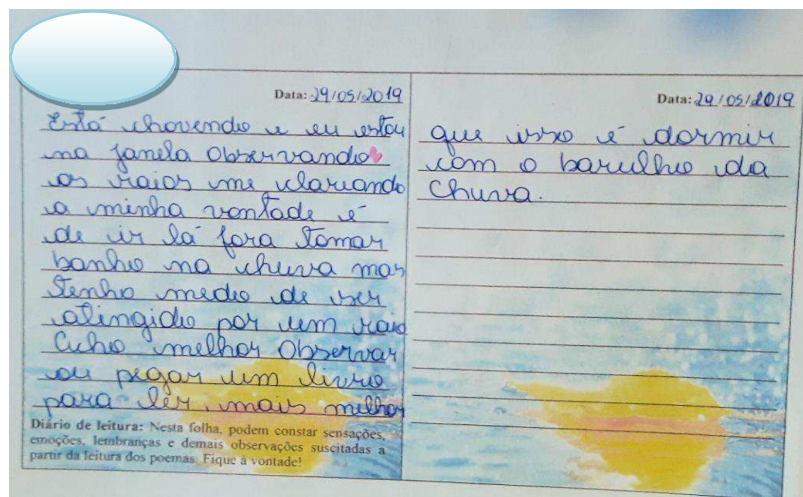 Data: 29/05/2019
Está chovendo e eu estou
na janela observando
os raios me clareando
a minha vontade é
de ir lá fora tomar
banho na chuva mas
tenho medo de ser
atingido por um raio
Cuho melhor Observar
ou pegar um livro
para ler, mais melhor
Diário de leitura: Nesta folha, podem constar sensações,
emoções, lembranças e demais observações suscitadas a
partir da leitura dos poemas. Fique à vontade!
Data: 29/05/2019
que isso é dormir
com o barulho da
chuva.